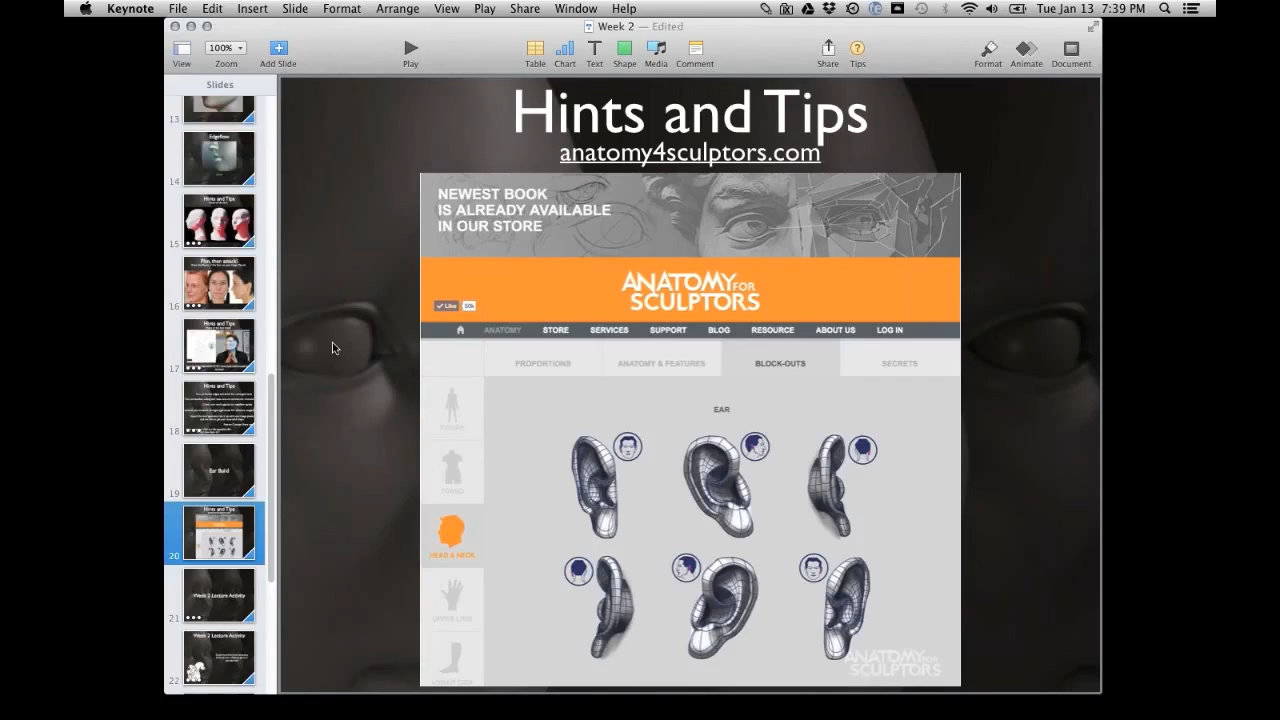 Keynote File Edit Insert Slide Format Arrange View Play Share Window Help Tue Jan 13 7:39 PM
Week 2 — Edited
100%
View Zoom Add Slide Play Table Chart Text Shape Media Comment Share Tips Format Animate Document
Slides
13
Edgeflow
14
Hints and Tips
15
Plan, then attack!
16
Hints and Tips
17
Hints and Tips
18
Ear Build
19
Hints and Tips
20
Week 2 Lecture Activity
21
Week 2 Lecture Activity
22
Hints and Tips
anatomy4sculptors.com
NEWEST BOOK
IS ALREADY AVAILABLE
IN OUR STORE
ANATOMY FOR
SCULPTORS
Like 50k
ANATOMY STORE SERVICES SUPPORT BLOG RESOURCE ABOUT US LOG IN
PROPORTIONS ANATOMY & FEATURES BLOCK-OUTS SECRETS
EAR
FIGURE
TORSO
HEAD & NECK
UPPER LIMB
LOWER LIMB
ANATOMY FOR
SCULPTORS